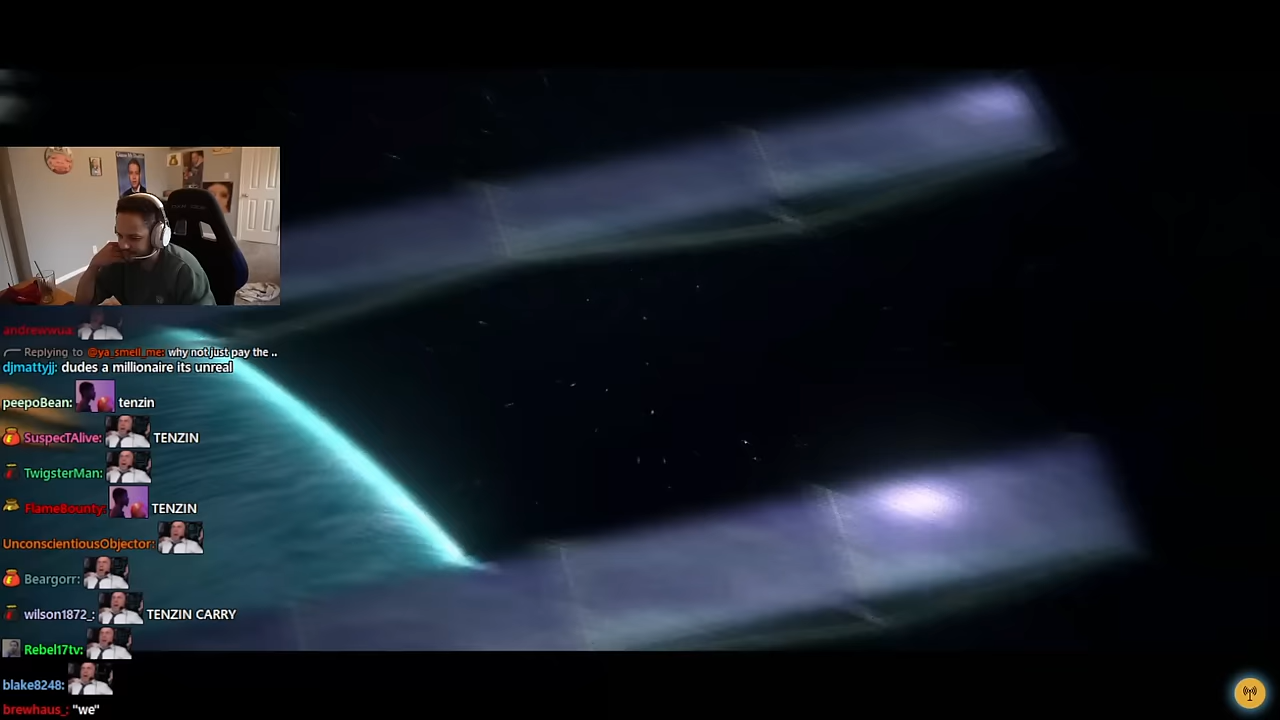 andrewwua:
Replying to @ya_smell_me: why not just pay the ..
djmattyjj: dudes a millionaire its unreal
peepoBean: tenzin
SuspecTAlive: TENZIN
TwigsterMan:
FlameBounty: TENZIN
UnconscientiousObjector:
Beargorr:
wilson1872_: TENZIN CARRY
Rebel17tv:
blake8248:
brewhaus_: "we"